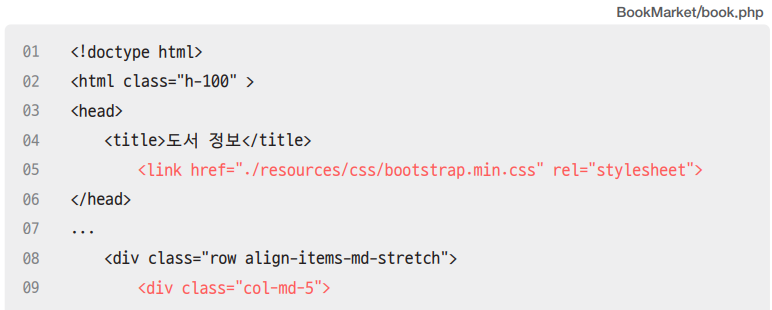 BookMarket/book.php
01 <!doctype html>
02 <html class="h-100" >
03 <head>
04 <title>도서 정보</title>
05 <link href="./resources/css/bootstrap.min.css" rel="stylesheet">
06 </head>
07 ...
08 <div class="row align-items-md-stretch">
09 <div class="col-md-5">